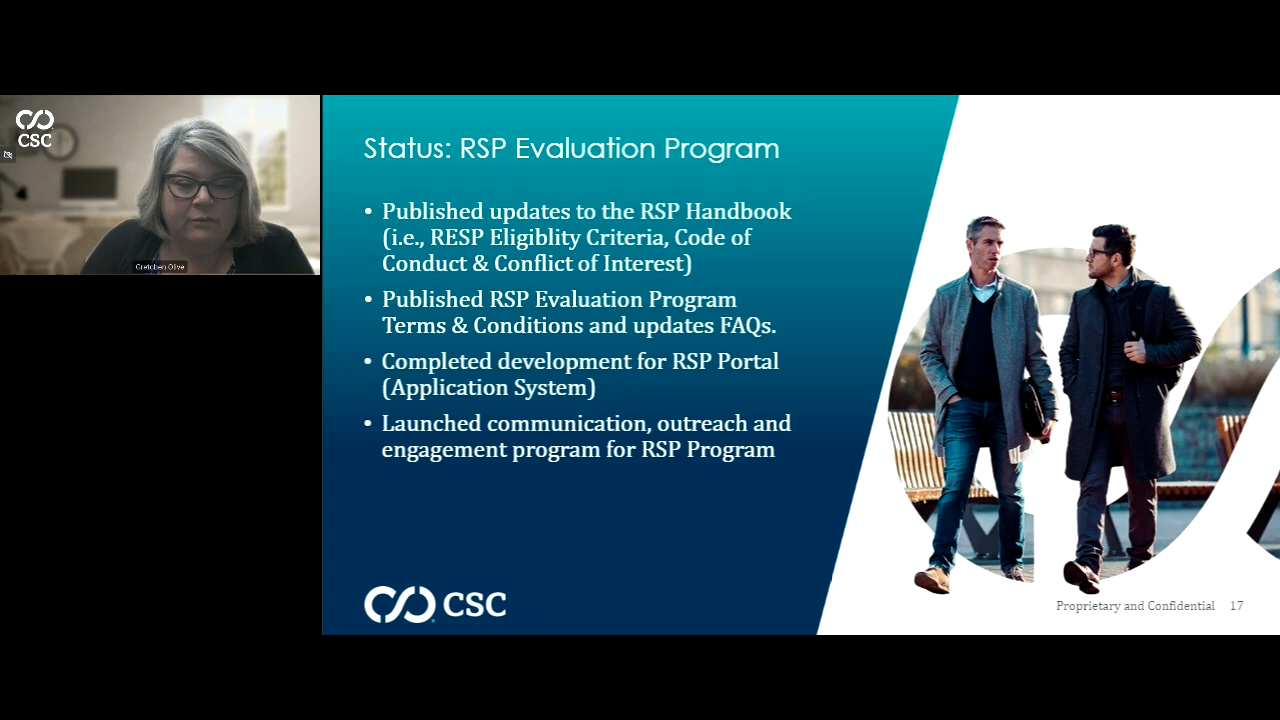 CSC
Gretchen Olive
Status: RSP Evaluation Program
• Published updates to the RSP Handbook
(i.e., RESP Eligiblity Criteria, Code of
Conduct & Conflict of Interest)
• Published RSP Evaluation Program
Terms & Conditions and updates FAQs.
• Completed development for RSP Portal
(Application System)
• Launched communication, outreach and
engagement program for RSP Program
CSC
Proprietary and Confidential 17